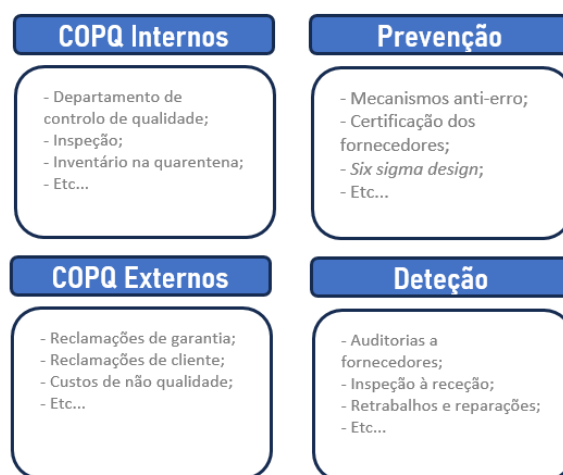 COPQ Internos
- Departamento de
controlo de qualidade;
- Inspeção;
- Inventário na quarentena;
- Etc...
Prevenção
- Mecanismos anti-erro;
- Certificação dos
fornecedores;
- Six sigma design;
- Etc...
COPQ Externos
- Reclamações de garantia;
- Reclamações de cliente;
- Custos de não qualidade;
- Etc...
Deteção
- Auditorias a
fornecedores;
- Inspeção à receção;
- Retrabalhos e reparações;
- Etc...